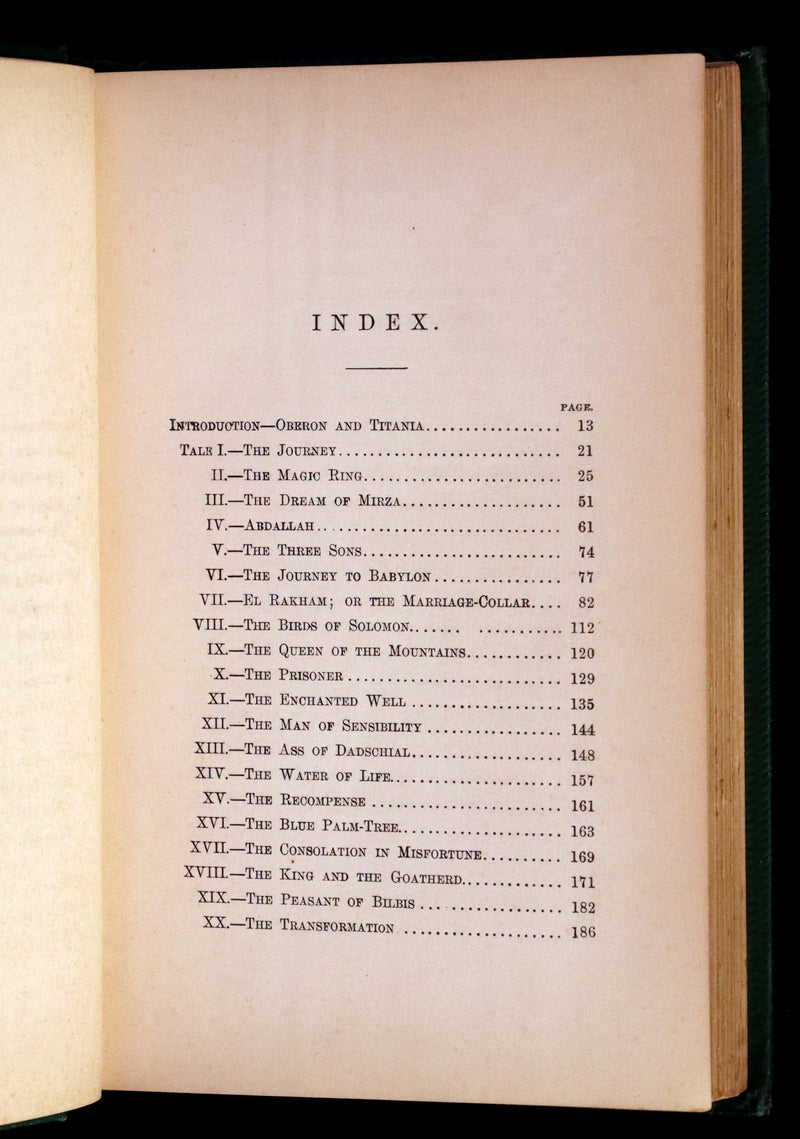 INDEX.
PAGE.
Introduction—Oberon and Titania................. 13
Tale I.—The Journey............................. 21
II.—The Magic Ring......................... 25
III.—The Dream of Mirza.................... 51
IV.—Abdallah............................... 61
V.—The Three Sons......................... 74
VI.—The Journey to Babylon................ 77
VII.—El Rakham; or the Marriage-Collar.... 82
VIII.—The Birds of Solomon....... ........... 112
IX.—The Queen of the Mountains............ 120
X.—The Prisoner........................... 129
XI.—The Enchanted Well................... 135
XII.—The Man of Sensibility................. 144
XIII.—The Ass of Dadschial................... 148
XIV.—The Water of Life...................... 157
XV.—The Recompense........................ 161
XVI.—The Blue Palm-Tree..................... 163
XVII.—The Consolation in Misfortune.......... 169
XVIII.—The King and the Goatherd............. 171
XIX.—The Peasant of Bilbis.................. 182
XX.—The Transformation.................... 186